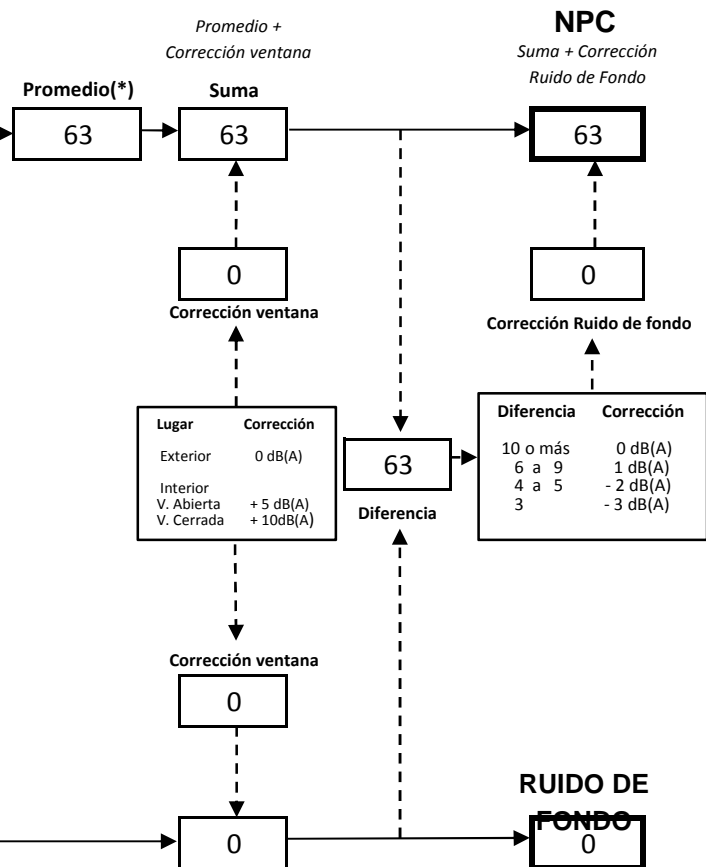 Promedio +
Corrección ventana
NPC
Suma + Corrección
Ruido de Fondo
Promedio(*)
Suma
63
63
63
0
0
Corrección ventana
Corrección Ruido de fondo
Lugar Corrección
Exterior 0 dB(A)
Interior
V. Abierta + 5 dB(A)
V. Cerrada + 10dB(A)
63
Diferencia
Diferencia Corrección
10 o más 0 dB(A)
6 a 9 1 dB(A)
4 a 5 - 2 dB(A)
3 - 3 dB(A)
Corrección ventana
0
RUIDO DE
FONDO
0
0